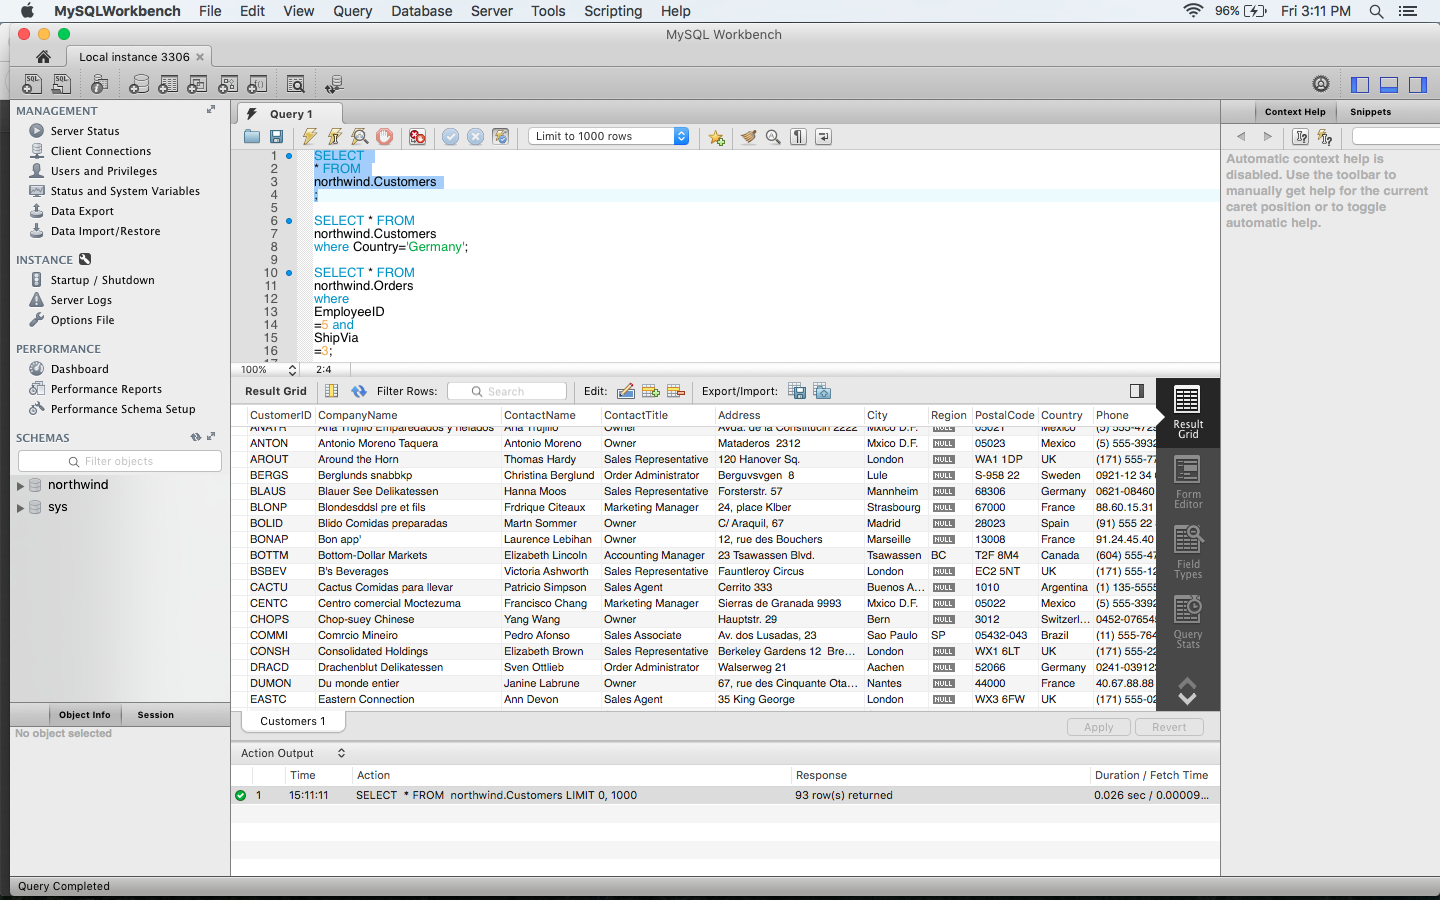 MySQLWorkbench File Edit View Query Database Server Tools Scripting Help 96% Fri 3:11 PM
MySQL Workbench
Local instance 3306
MANAGEMENT
Server Status
Client Connections
Users and Privileges
Status and System Variables
Data Export
Data Import/Restore
INSTANCE
Startup / Shutdown
Server Logs
Options File
PERFORMANCE
Dashboard
Performance Reports
Performance Schema Setup
SCHEMAS
Filter objects
northwind
sys
Object Info Session
No object selected
Query 1
Limit to 1000 rows
1 SELECT
2 * FROM
3 northwind.Customers
4 ;
5
6 SELECT * FROM
7 northwind.Customers
8 where Country='Germany';
9
10 SELECT * FROM
11 northwind.Orders
12 where
13 EmployeeID
14 =5 and
15 ShipVia
16 =3;
100% 2:4
Result Grid Filter Rows: Search Edit: Export/Import:
CustomerID CompanyName ContactName ContactTitle Address City Region PostalCode Country Phone
ANATR Ana Trujillo Emparedados y helados Ana Trujillo Owner Avda. de la Constitucin 2222 Mxico D.F. NULL 05021 Mexico (5) 555-4729
ANTON Antonio Moreno Taquera Antonio Moreno Owner Mataderos 2312 Mxico D.F. NULL 05023 Mexico (5) 555-3932
AROUT Around the Horn Thomas Hardy Sales Representative 120 Hanover Sq. London NULL WA1 1DP UK (171) 555-77
BERGS Berglunds snabbkp Christina Berglund Order Administrator Berguvsvgen 8 Lule NULL S-958 22 Sweden 0921-12 34
BLAUS Blauer See Delikatessen Hanna Moos Sales Representative Forsterstr. 57 Mannheim NULL 68306 Germany 0621-08460
BLONP Blondesddsl pre et fils Frdrique Citeaux Marketing Manager 24, place Klber Strasbourg NULL 67000 France 88.60.15.31
BOLID Blido Comidas preparadas Martn Sommer Owner C/ Araquil, 67 Madrid NULL 28023 Spain (91) 555 22
BONAP Bon app' Laurence Lebihan Owner 12, rue des Bouchers Marseille NULL 13008 France 91.24.45.40
BOTTM Bottom-Dollar Markets Elizabeth Lincoln Accounting Manager 23 Tsawassen Blvd. Tsawassen BC T2F 8M4 Canada (604) 555-47
BSBEV B's Beverages Victoria Ashworth Sales Representative Fauntleroy Circus London NULL EC2 5NT UK (171) 555-12
CACTU Cactus Comidas para llevar Patricio Simpson Sales Agent Cerrito 333 Buenos A... NULL 1010 Argentina (1) 135-5555
CENTC Centro comercial Moctezuma Francisco Chang Marketing Manager Sierras de Granada 9993 Mxico D.F. NULL 05022 Mexico (5) 555-3392
CHOPS Chop-suey Chinese Yang Wang Owner Hauptstr. 29 Bern NULL 3012 Switzerl... 0452-07654
COMMI Comrcio Mineiro Pedro Afonso Sales Associate Av. dos Lusadas, 23 Sao Paulo SP 05432-043 Brazil (11) 555-764
CONSH Consolidated Holdings Elizabeth Brown Sales Representative Berkeley Gardens 12 Bre... London NULL WX1 6LT UK (171) 555-22
DRACD Drachenblut Delikatessen Sven Ottlieb Order Administrator Walserweg 21 Aachen NULL 52066 Germany 0241-03912
DUMON Du monde entier Janine Labrune Owner 67, rue des Cinquante Ota... Nantes NULL 44000 France 40.67.88.88
EASTC Eastern Connection Ann Devon Sales Agent 35 King George London NULL WX3 6FW UK (171) 555-02
Result Grid
Form Editor
Field Types
Query Stats
Customers 1
Apply Revert
Action Output
Time Action Response Duration / Fetch Time
1 15:11:11 SELECT * FROM northwind.Customers LIMIT 0, 1000 93 row(s) returned 0.026 sec / 0.00009...
Context Help Snippets
Automatic context help is
disabled. Use the toolbar to
manually get help for the current
caret position or to toggle
automatic help.
Query Completed